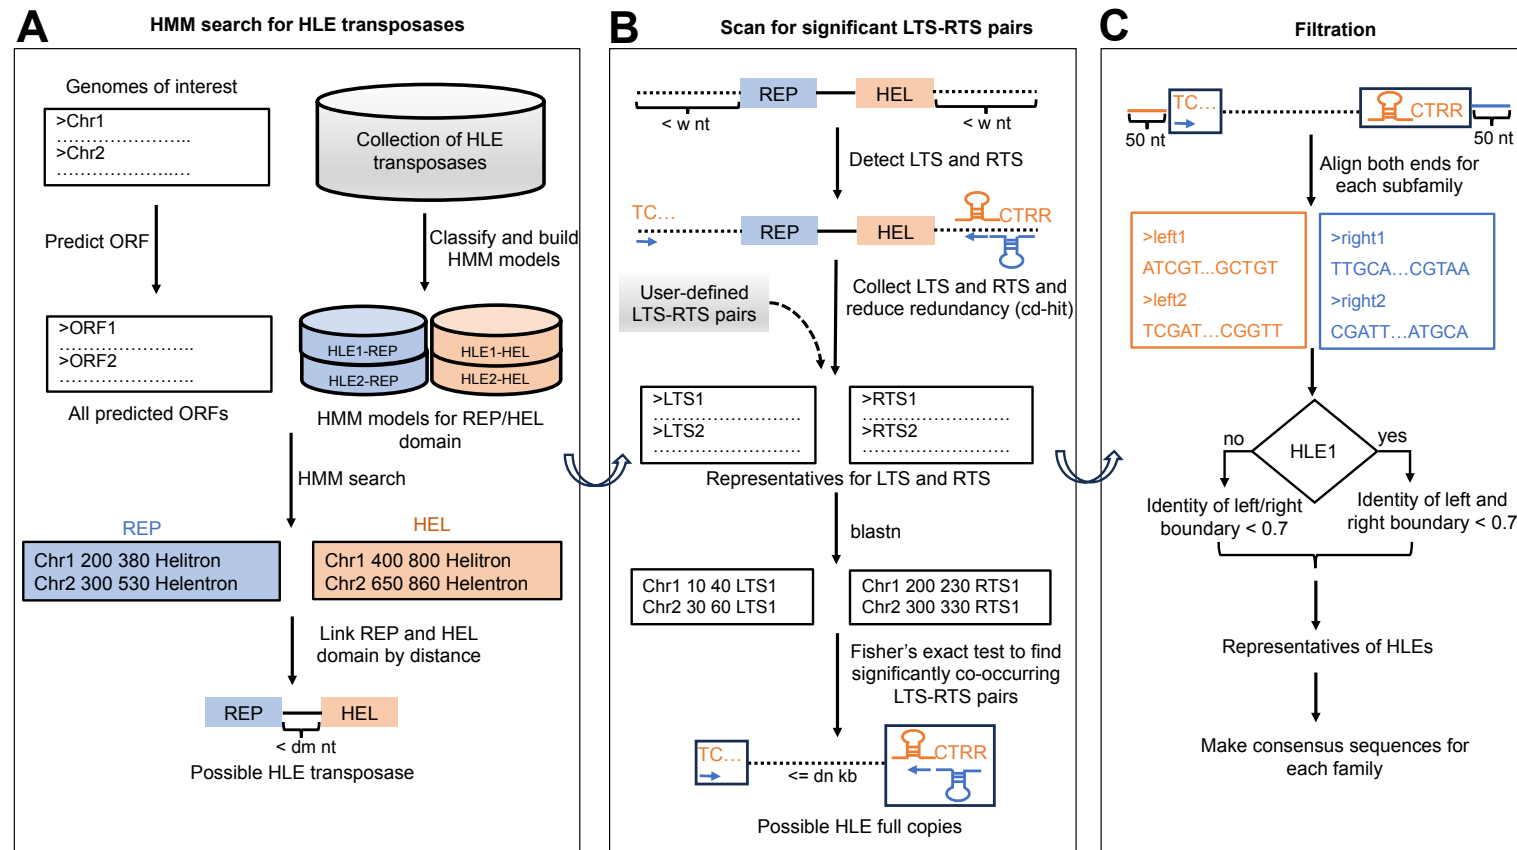 A
HMM search for HLE transposases
Genomes of interest
>Chr1
......................
>Chr2
......................
Collection of HLE
transposases
Predict ORF
Classify and build
HMM models
>ORF1
......................
>ORF2
......................
All predicted ORFs
HLE1-REP
HLE2-REP
HLE1-HEL
HLE2-HEL
HMM models for REP/HEL
domain
HMM search
REP
Chr1 200 380 Helitron
Chr2 300 530 Helentron
HEL
Chr1 400 800 Helitron
Chr2 650 860 Helentron
Link REP and HEL
domain by distance
REP
HEL
< dm nt
Possible HLE transposase
B
Scan for significant LTS-RTS pairs
REP
HEL
< w nt
< w nt
Detect LTS and RTS
TC...
REP
HEL
CTRR
User-defined
LTS-RTS pairs
Collect LTS and RTS and
reduce redundancy (cd-hit)
>LTS1
........................
>LTS2
........................
>RTS1
........................
>RTS2
........................
Representatives for LTS and RTS
blastn
Chr1 10 40 LTS1
Chr2 30 60 LTS1
Chr1 200 230 RTS1
Chr2 300 330 RTS1
Fisher's exact test to find
significantly co-occurring
LTS-RTS pairs
TC...
<= dn kb
CTRR
Possible HLE full copies
C
Filtration
TC...
CTRR
50 nt
50 nt
Align both ends for
each subfamily
>left1
ATCGT...GCTGT
>left2
TCGAT...CGGTT
>right1
TTGCA...CGTAA
>right2
CGATT...ATGCA
no
HLE1
yes
Identity of left/right
boundary < 0.7
Identity of left and
right boundary < 0.7
Representatives of HLEs
Make consensus sequences for
each family